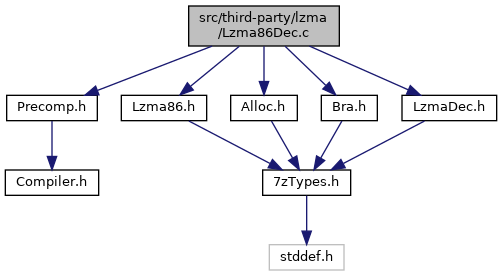 src/third-party/lzma
/Lzma86Dec.c
Precomp.h
Lzma86.h
Alloc.h
Bra.h
LzmaDec.h
Compiler.h
7zTypes.h
stddef.h